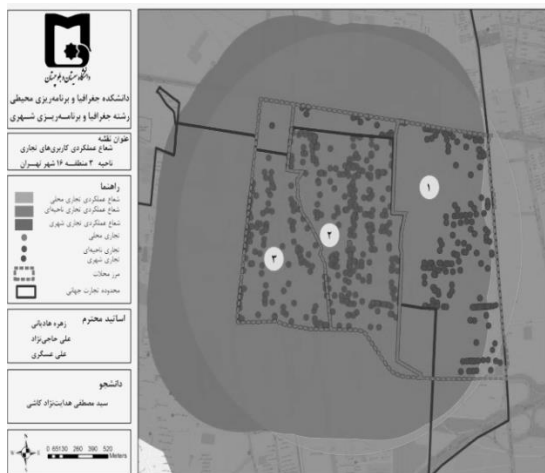 دانشگاه سیستان و بلوچستان
دانشکده جغرافیا و برنامه‌ریزی محیطی
رشته جغرافیا و برنامه‌ریزی شهری
عنوان نقشه
شعاع عملکردی کاربری‌های تجاری
ناحیه ۳ منطقه ۱۶ شهر تهران
راهنما
شعاع عملکردی تجاری محلی
شعاع عملکردی تجاری ناحیه‌ای
شعاع عملکردی تجاری شهری
تجاری محلی
تجاری ناحیه‌ای
تجاری شهری
مرز محلات
محدوده تجارت جهانی
اساتید محترم
زهره هادیانی
علی حاجی‌نژاد
علی عسگری
دانشجو
سید مصطفی هدایت‌نژاد کاشی
0 65130 260 390 520
Meters
۱
۲
۳